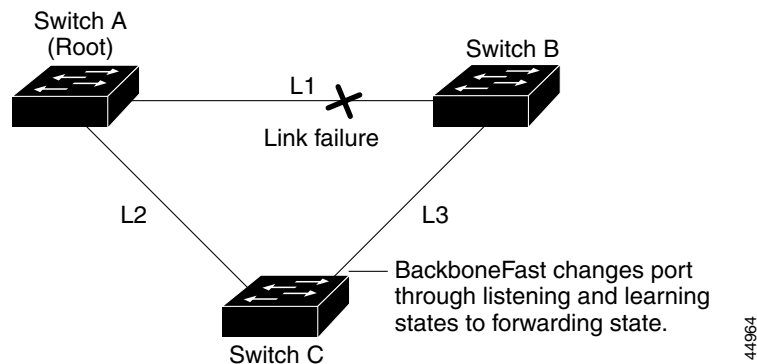 Switch A
(Root)
Switch B
L1
Link failure
L2
L3
BackboneFast changes port
through listening and learning
states to forwarding state.
Switch C
44964